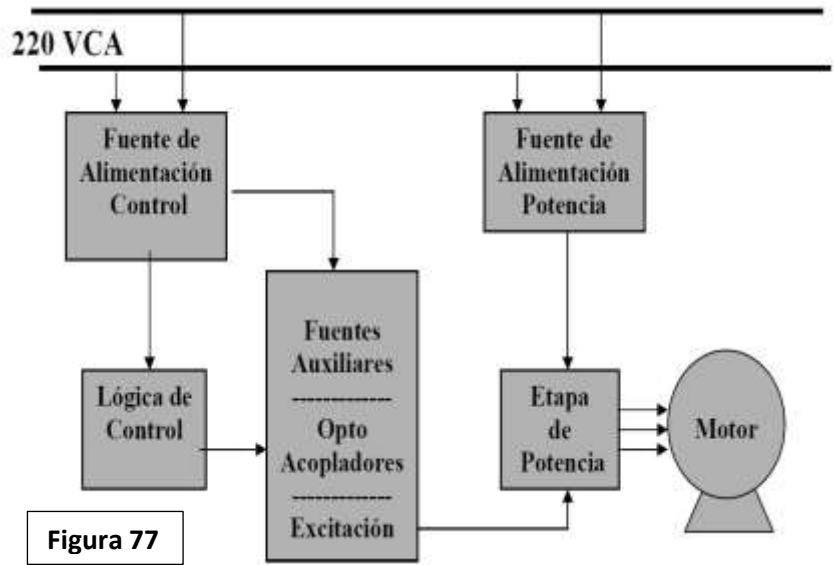 220 VCA
Fuente de
Alimentación
Control
Fuente de
Alimentación
Potencia
Fuentes
Auxiliares
-------------
Opto
Acopladores
-------------
Excitación
Lógica de
Control
Etapa
de
Potencia
Motor
Figura 77